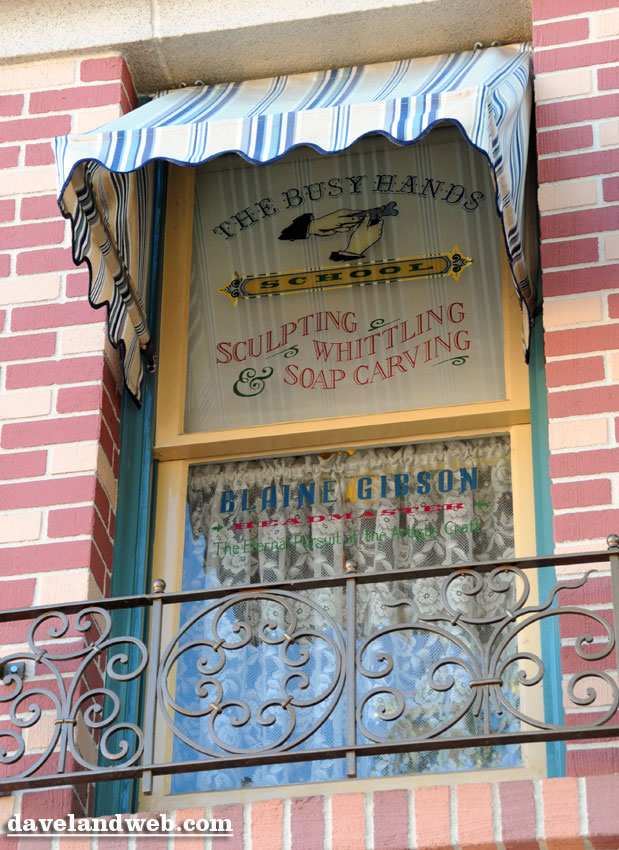 THE BUSY HANDS
SCHOOL
SCULPTING
WHITTLING
& SOAP CARVING
BLAINE GIBSON
HEADMASTER
The Eternal Pursuit of the Artistic Craft
davelandweb.com